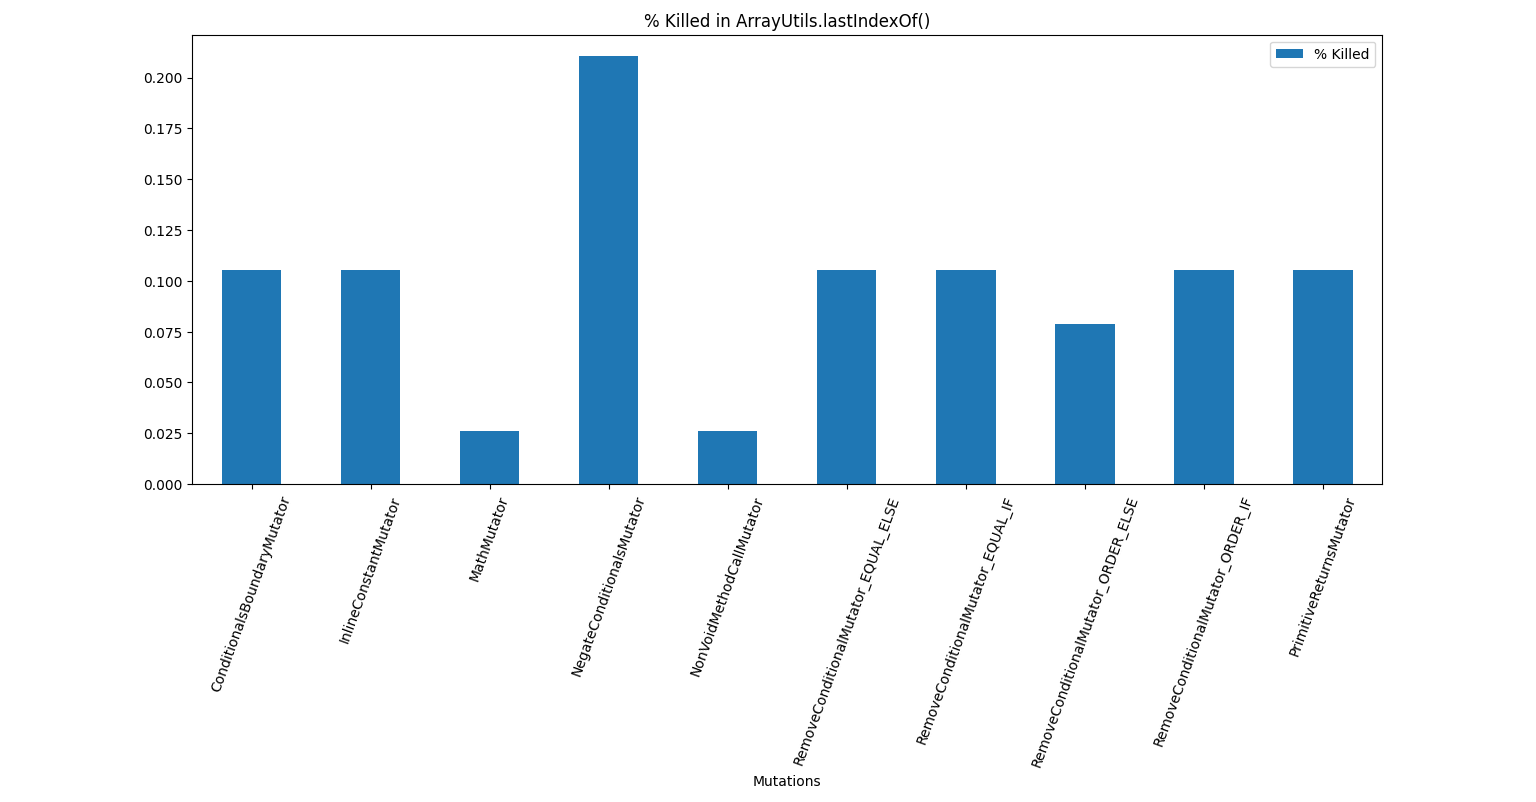 % Killed in ArrayUtils.lastIndexOf()
% Killed
0.200
0.175
0.150
0.125
0.100
0.075
0.050
0.025
0.000
ConditionalsBoundaryMutator
InlineConstantMutator
MathMutator
NegateConditionalsMutator
NonVoidMethodCallMutator
RemoveConditionalMutator_EQUAL_ELSE
RemoveConditionalMutator_EQUAL_IF
RemoveConditionalMutator_ORDER_ELSE
RemoveConditionalMutator_ORDER_IF
PrimitiveReturnsMutator
Mutations